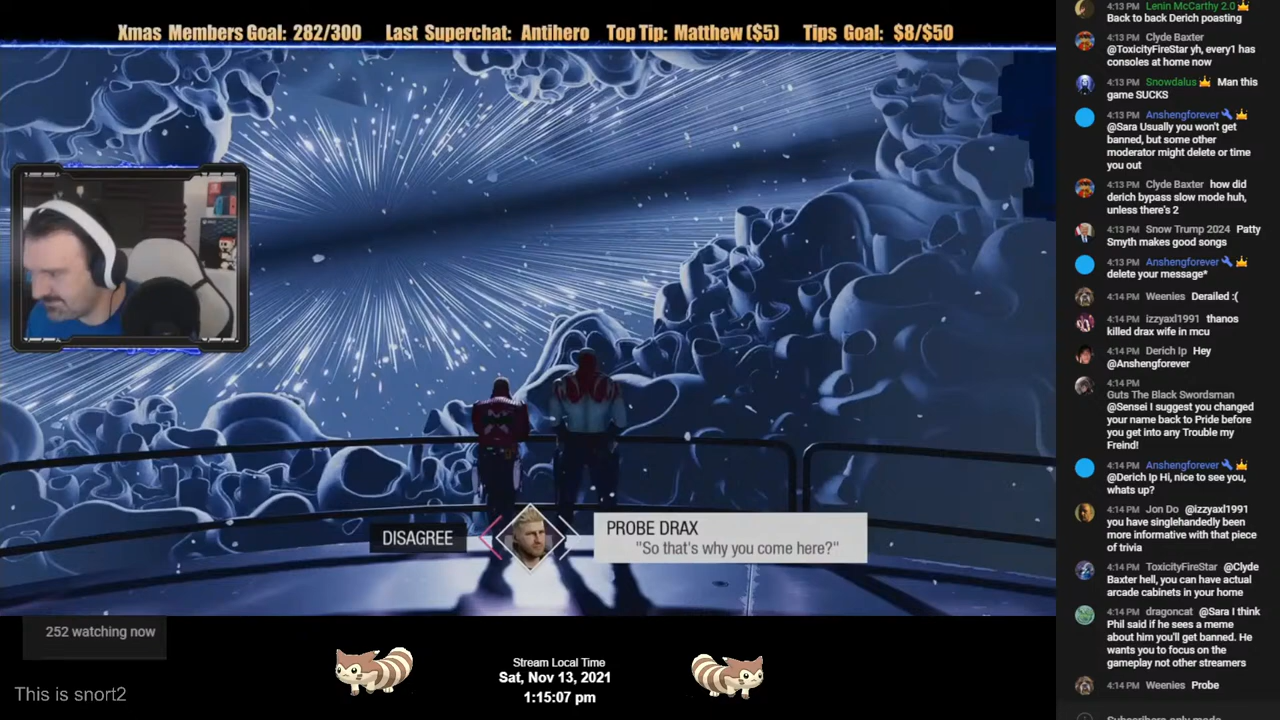 Xmas Members Goal: 282/300 Last Superchat: Antihero Top Tip: Matthew ($5) Tips Goal: $8/$50
DISAGREE
PROBE DRAX
"So that's why you come here?"
252 watching now
This is snort2
Stream Local Time
Sat, Nov 13, 2021
1:15:07 pm
4:13 PM Lenin McCarthy 2.0
Back to back Derich poasting
4:13 PM Clyde Baxter
@ToxicityFireStar yh, every1 has
consoles at home now
4:13 PM Snowdalus Man this
game SUCKS
4:13 PM Anshengforever
@Sara Usually you won't get
banned, but some other
moderator might delete or time
you out
4:13 PM Clyde Baxter how did
derich bypass slow mode huh,
unless there's 2
4:13 PM Snow Trump 2024 Patty
Smyth makes good songs
4:13 PM Anshengforever
delete your message*
4:14 PM Weenies Derailed :(
4:14 PM izzyaxl1991 thanos
killed drax wife in mcu
4:14 PM Derich Ip Hey
@Anshengforever
4:14 PM
Guts The Black Swordsman
@Sensei I suggest you changed
your name back to Pride before
you get into any Trouble my
Freind!
4:14 PM Anshengforever
@Derich Ip Hi, nice to see you,
whats up?
4:14 PM Jon Do @izzyaxl1991
you have singlehandedly been
more informative with that piece
of trivia
4:14 PM ToxicityFireStar @Clyde
Baxter hell, you can have actual
arcade cabinets in your home
4:14 PM dragoncat @Sara I think
Phil said if he sees a meme
about him you'll get banned. He
wants you to focus on the
gameplay not other streamers
4:14 PM Weenies Probe
Subscribers-only mode